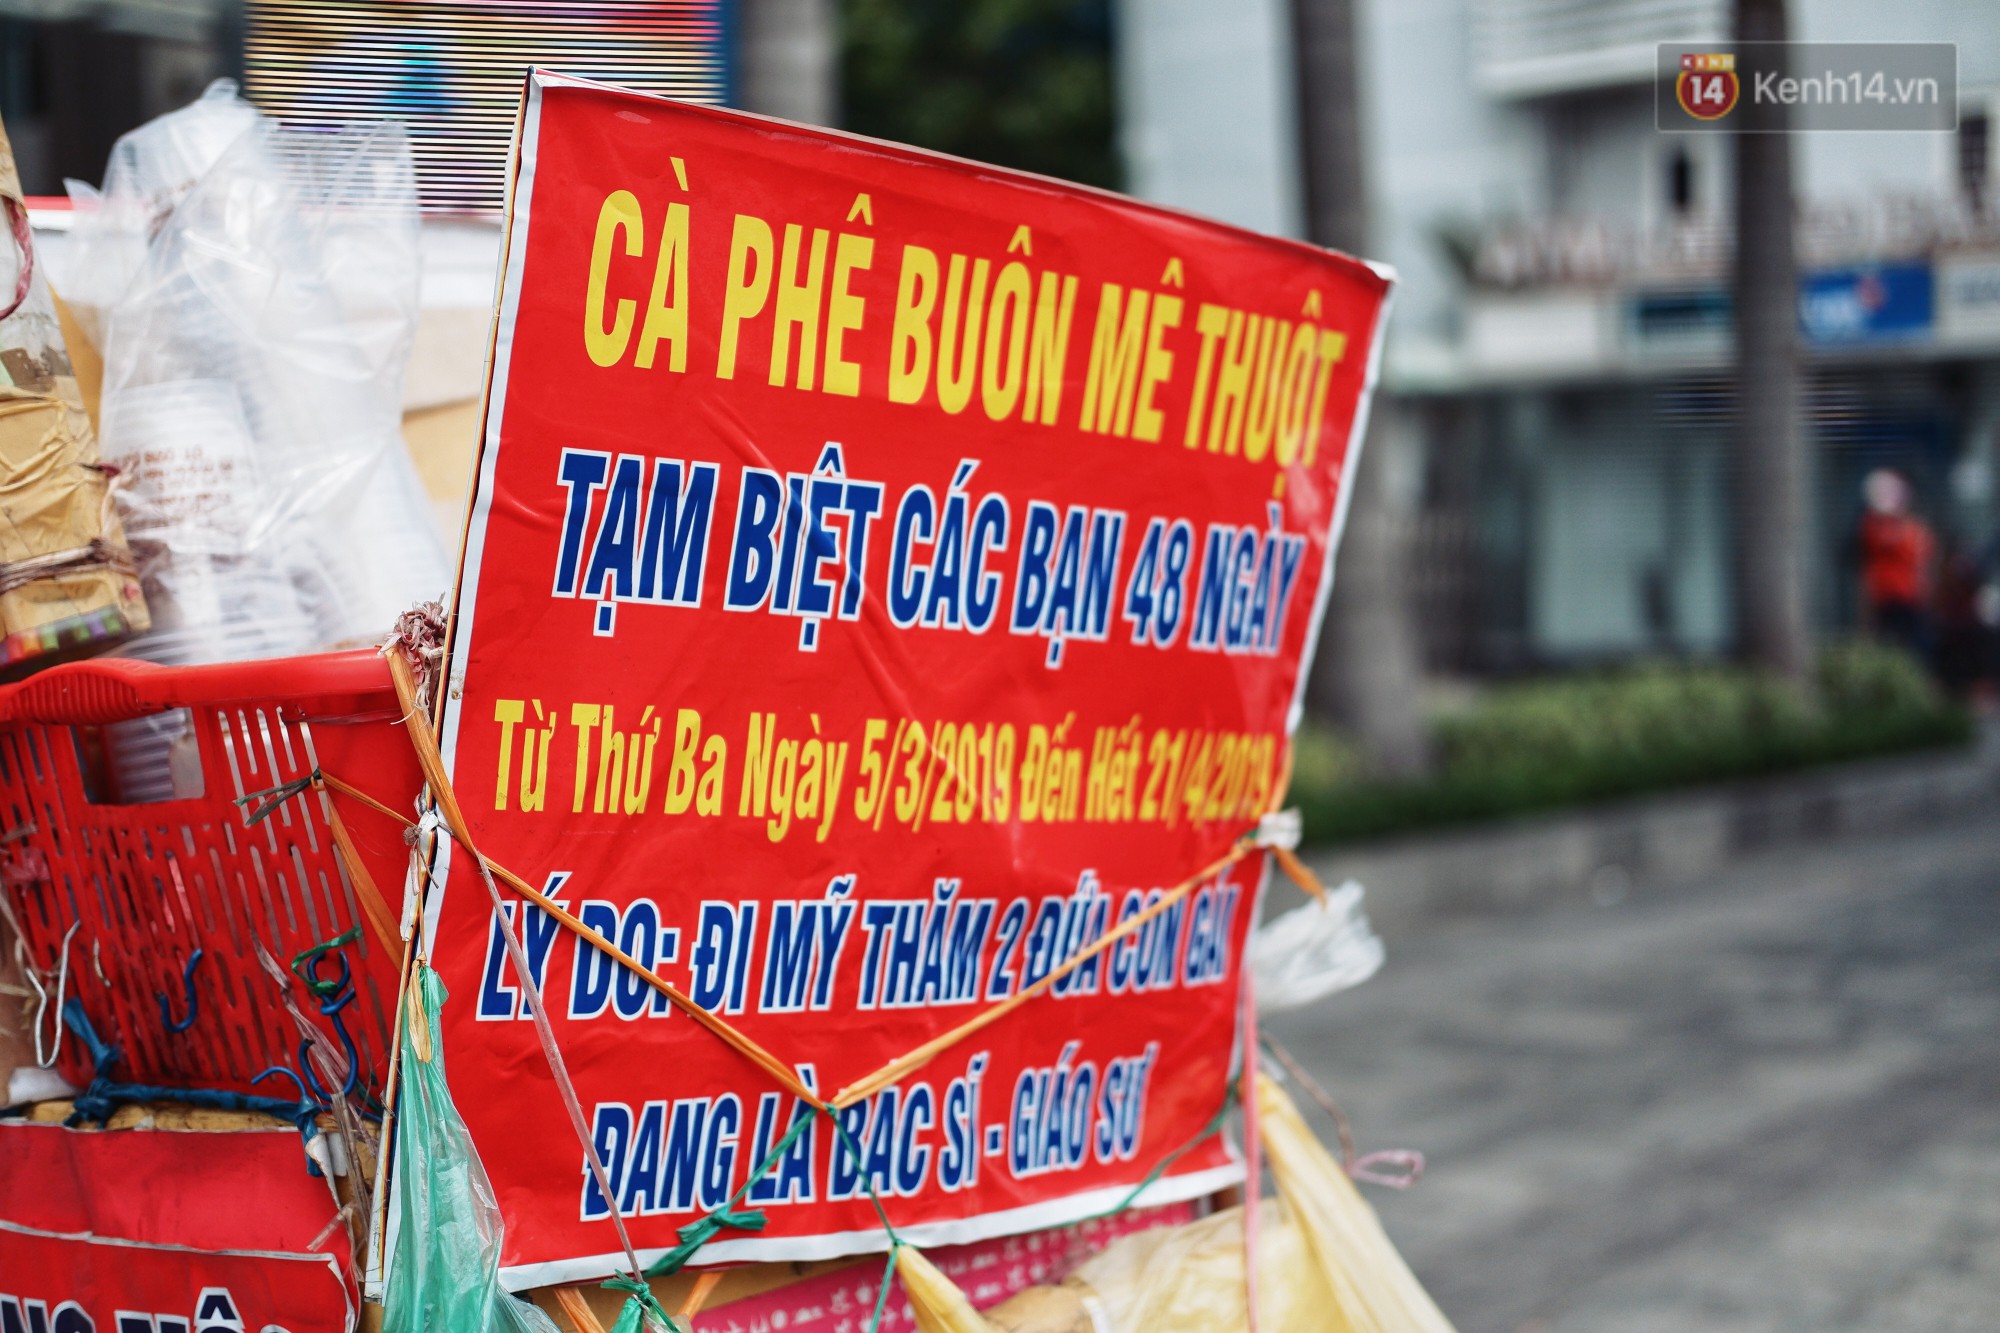 KENH
14
Kenh14.vn
CÀ PHÊ BUÔN MÊ THUỘT
TẠM BIỆT CÁC BẠN 48 NGÀY
Từ Thứ Ba Ngày 5/3/2019 Đến Hết 21/4/2019
LÝ DO: ĐI MỸ THĂM 2 ĐỨA CON GÁI
ĐANG LÀ BÁC SĨ - GIÁO SƯ